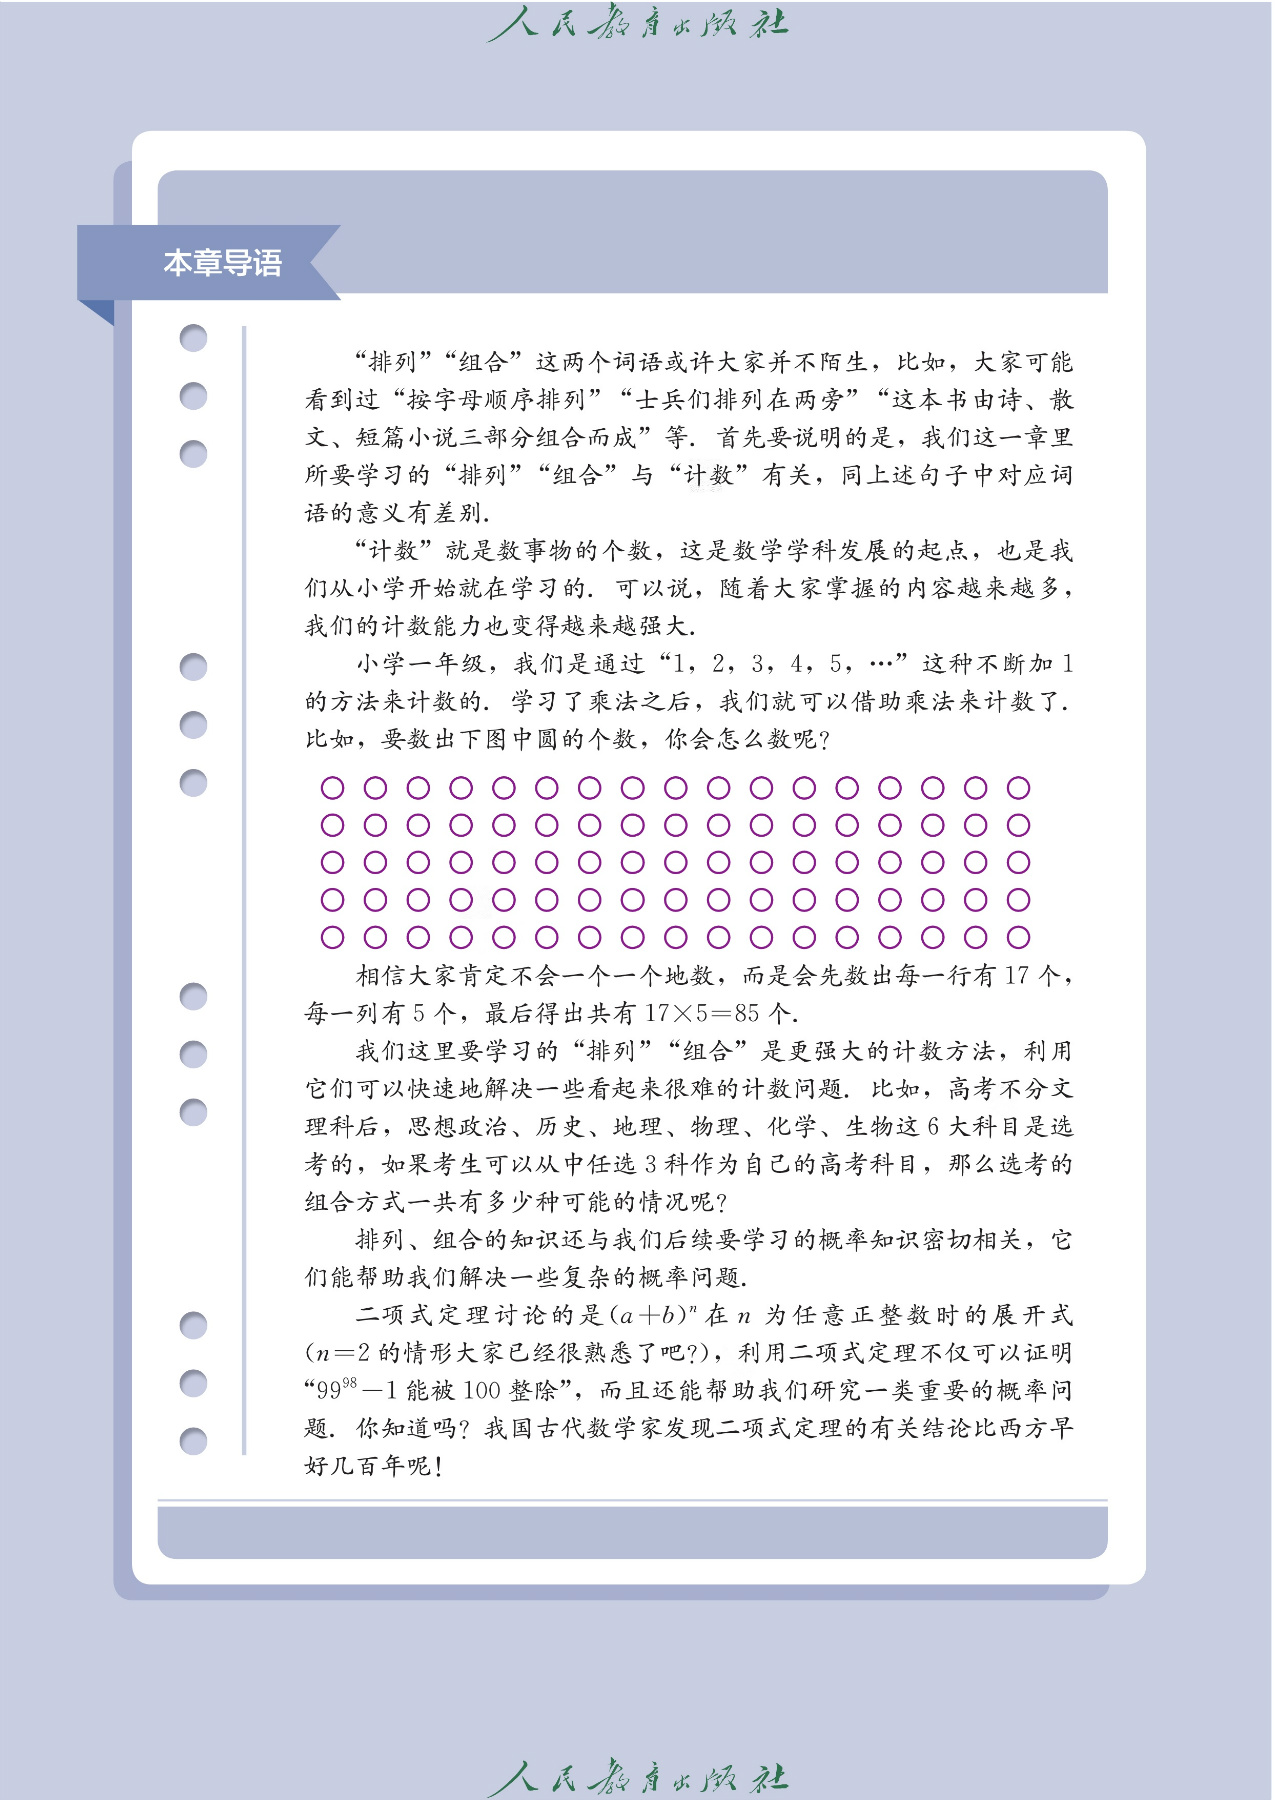 人民教育出版社
本章导语
“排列”“组合”这两个词语或许大家并不陌生，比如，大家可能
看到过“按字母顺序排列”“士兵们排列在两旁”“这本书由诗、散
文、短篇小说三部分组合而成”等．首先要说明的是，我们这一章里
所要学习的“排列”“组合”与“计数”有关，同上述句子中对应词
语的意义有差别．
“计数”就是数事物的个数，这是数学学科发展的起点，也是我
们从小学开始就在学习的．可以说，随着大家掌握的内容越来越多，
我们的计数能力也变得越来越强大．
小学一年级，我们是通过“1，2，3，4，5，…”这种不断加 1
的方法来计数的．学习了乘法之后，我们就可以借助乘法来计数了．
比如，要数出下图中圆的个数，你会怎么数呢？
相信大家肯定不会一个一个地数，而是会先数出每一行有 17 个，
每一列有 5 个，最后得出共有 17×5=85 个．
我们这里要学习的“排列”“组合”是更强大的计数方法，利用
它们可以快速地解决一些看起来很难的计数问题．比如，高考不分文
理科后，思想政治、历史、地理、物理、化学、生物这 6 大科目是选
考的，如果考生可以从中任选 3 科作为自己的高考科目，那么选考的
组合方式一共有多少种可能的情况呢？
排列、组合的知识还与我们后续要学习的概率知识密切相关，它
们能帮助我们解决一些复杂的概率问题．
二项式定理讨论的是(a+b)ⁿ在 n 为任意正整数时的展开式
(n=2 的情形大家已经很熟悉了吧？)，利用二项式定理不仅可以证明
“99⁹⁸－1 能被 100 整除”，而且还能帮助我们研究一类重要的概率问
题．你知道吗？我国古代数学家发现二项式定理的有关结论比西方早
好几百年呢！
人民教育出版社